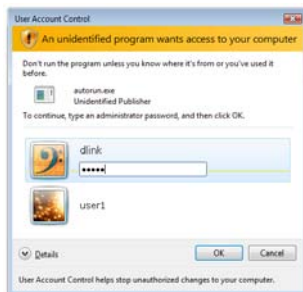 User Account Control
An unidentified program wants access to your computer
Don't run the program unless you know where it's from or you've used it
before.
autorun.exe
Unidentified Publisher
To continue, type an administrator password, and then click OK.
dlink
•••••
user1
Details
OK
Cancel
User Account Control helps stop unauthorized changes to your computer.